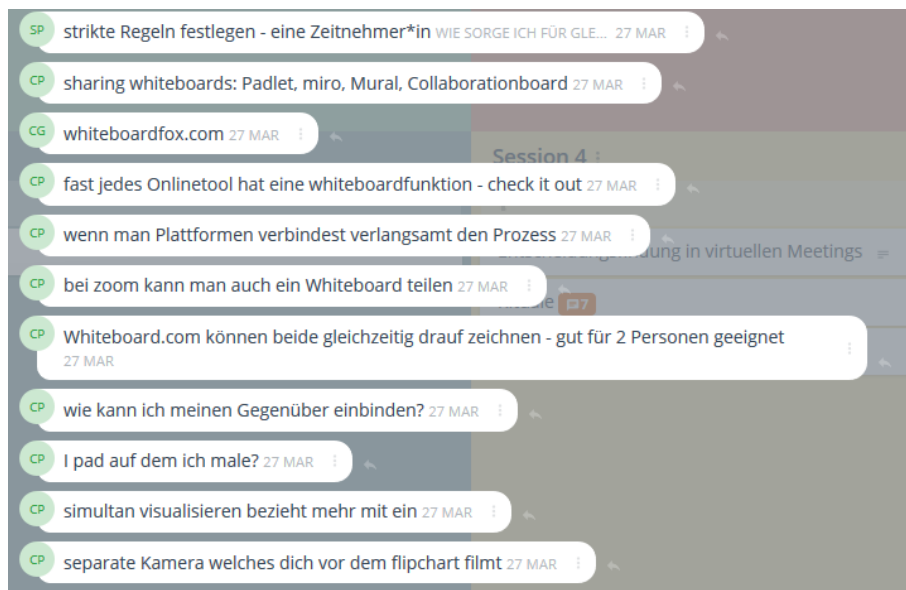 SP strikte Regeln festlegen - eine Zeitnehmer*in WIE SORGE ICH FÜR GLE... 27 MAR
CP sharing whiteboards: Padlet, miro, Mural, Collaborationboard 27 MAR
CG whiteboardfox.com 27 MAR
Session 4
CP fast jedes Onlinetool hat eine whiteboardfunktion - check it out 27 MAR
CP wenn man Plattformen verbindest verlangsamt den Prozess 27 MAR
in virtuellen Meetings
CP bei zoom kann man auch ein Whiteboard teilen 27 MAR
7
CP Whiteboard.com können beide gleichzeitig drauf zeichnen - gut für 2 Personen geeignet
27 MAR
CP wie kann ich meinen Gegenüber einbinden? 27 MAR
CP I pad auf dem ich male? 27 MAR
CP simultan visualisieren bezieht mehr mit ein 27 MAR
CP separate Kamera welches dich vor dem flipchart filmt 27 MAR